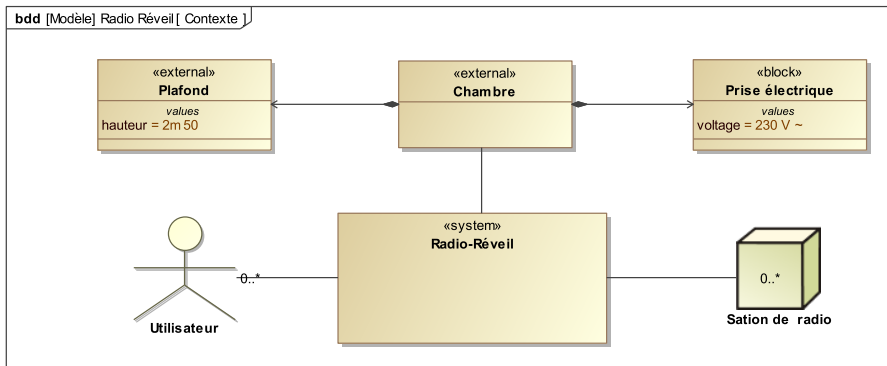 bdd [Modèle] Radio Réveil [ Contexte ]
«external»
Plafond
values
hauteur = 2m 50
«external»
Chambre
«block»
Prise électrique
values
voltage = 230 V ~
«system»
Radio-Réveil
0..*
Utilisateur
0..*
Sation de radio